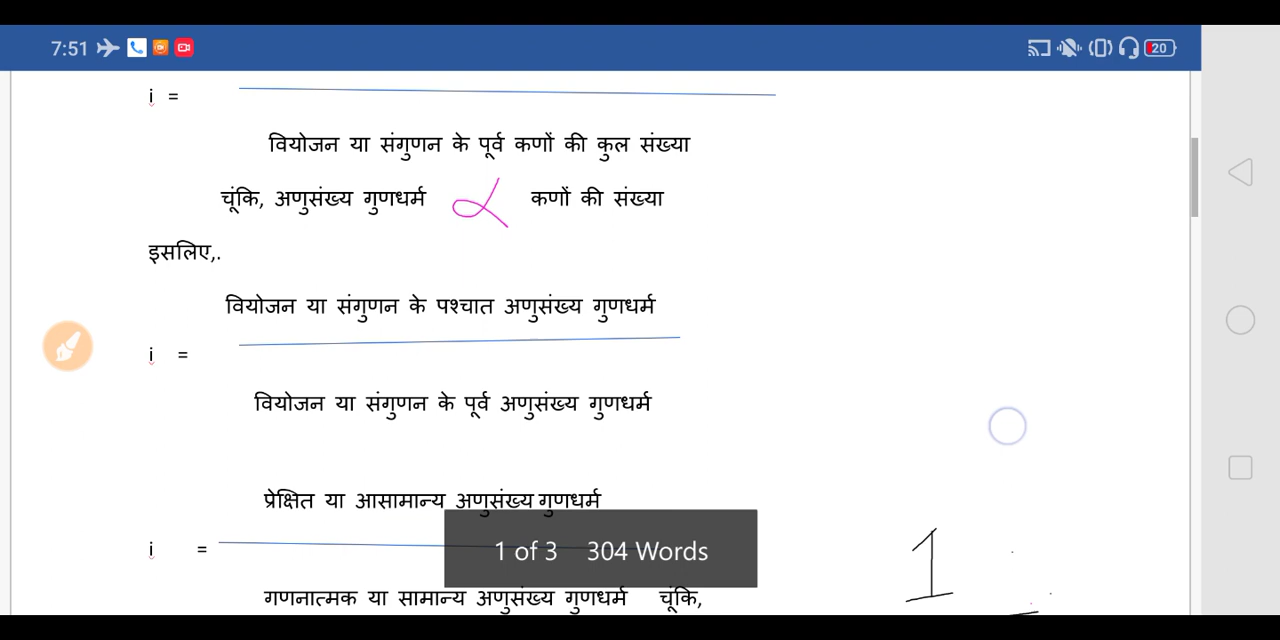 7:51 20
i =
वियोजन या संगुणन के पूर्व कणों की कुल संख्या
चूंकि, अणुसंख्य गुणधर्म α कणों की संख्या
इसलिए,.
वियोजन या संगुणन के पश्चात अणुसंख्य गुणधर्म
i =
वियोजन या संगुणन के पूर्व अणुसंख्य गुणधर्म
प्रेक्षित या आसामान्य अणुसंख्य गुणधर्म
i =
1 of 3 304 Words
1
गणनात्मक या सामान्य अणुसंख्य गुणधर्म चूंकि,